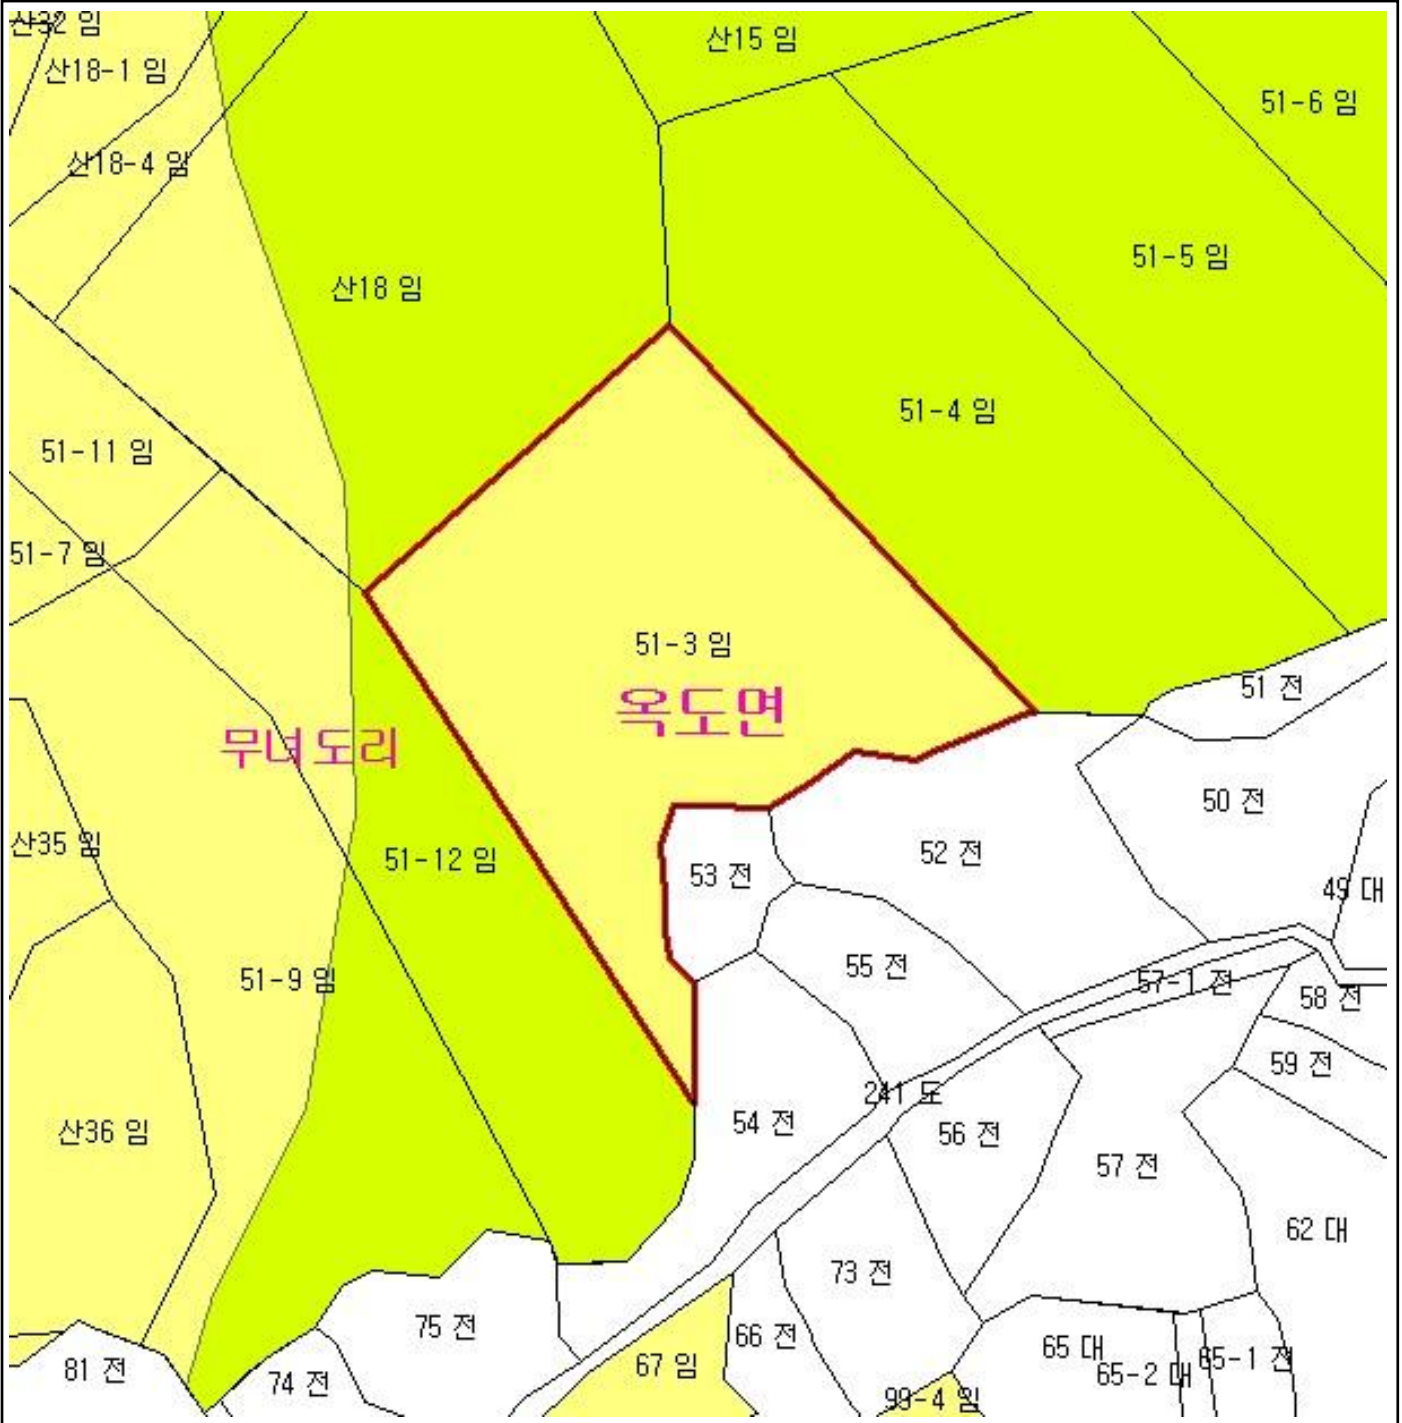 산32 임
산15 임
산18-1 임
51-6 임
산18-4 임
51-5 임
산18 임
51-4 임
51-11 임
51-7 임
51-3 임
51 전
옥도면
무녀도리
50 전
산35 임
51-12 임
52 전
53 전
49 대
51-9 임
55 전
57-1 전
58 전
59 전
241 도
54 전
56 전
산36 임
57 전
62 대
73 전
75 전
66 전
65 대
65-1 전
67 임
65-2 대
81 전
74 전
99-4 임